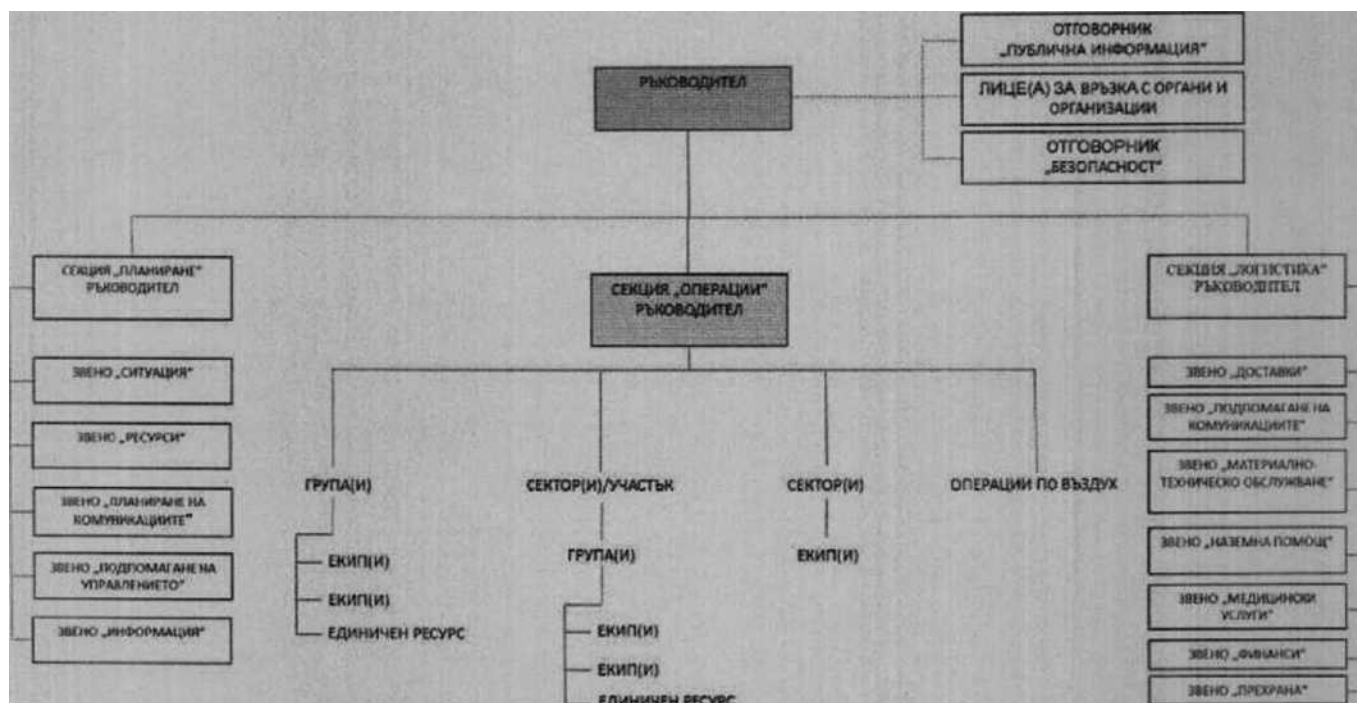 ОТГОВОРНИК
„ПУБЛИЧНА ИНФОРМАЦИЯ"
РЪКОВОДИТЕЛ
ЛИЦЕ(А) ЗА ВРЪЗКА С ОРГАНИ И
ОРГАНИЗАЦИИ
ОТГОВОРНИК
„БЕЗОПАСНОСТ"
СЕКЦИЯ „ПЛАНИРАНЕ"
РЪКОВОДИТЕЛ
ЗВЕНО „СИТУАЦИЯ"
ЗВЕНО „РЕСУРСИ"
ЗВЕНО „ПЛАНИРАНЕ НА
КОМУНИКАЦИИТЕ"
ЗВЕНО „ПОДПОМАГАНЕ НА
УПРАВЛЕНИЕТО"
ЗВЕНО „ИНФОРМАЦИЯ"
СЕКЦИЯ „ОПЕРАЦИИ"
РЪКОВОДИТЕЛ
ГРУПА(И)
ЕКИП(И)
ЕКИП(И)
ЕДИНИЧЕН РЕСУРС
СЕКТОР(И)/УЧАСТЪК
ГРУПА(И)
ЕКИП(И)
ЕКИП(И)
ЕДИНИЧЕН РЕСУРС
СЕКТОР(И)
ЕКИП(И)
ОПЕРАЦИИ ПО ВЪЗДУХ
СЕКЦИЯ „ЛОГИСТИКА"
РЪКОВОДИТЕЛ
ЗВЕНО „ДОСТАВКИ"
ЗВЕНО „ПОДПОМАГАНЕ НА
КОМУНИКАЦИИТЕ"
ЗВЕНО „МАТЕРИАЛНО-
ТЕХНИЧЕСКО ОБСЛУЖВАНЕ"
ЗВЕНО „НАЗЕМНА ПОМОЩ"
ЗВЕНО „МЕДИЦИНСКИ
УСЛУГИ"
ЗВЕНО „ФИНАНСИ"
ЗВЕНО „ПРЕХРАНА"